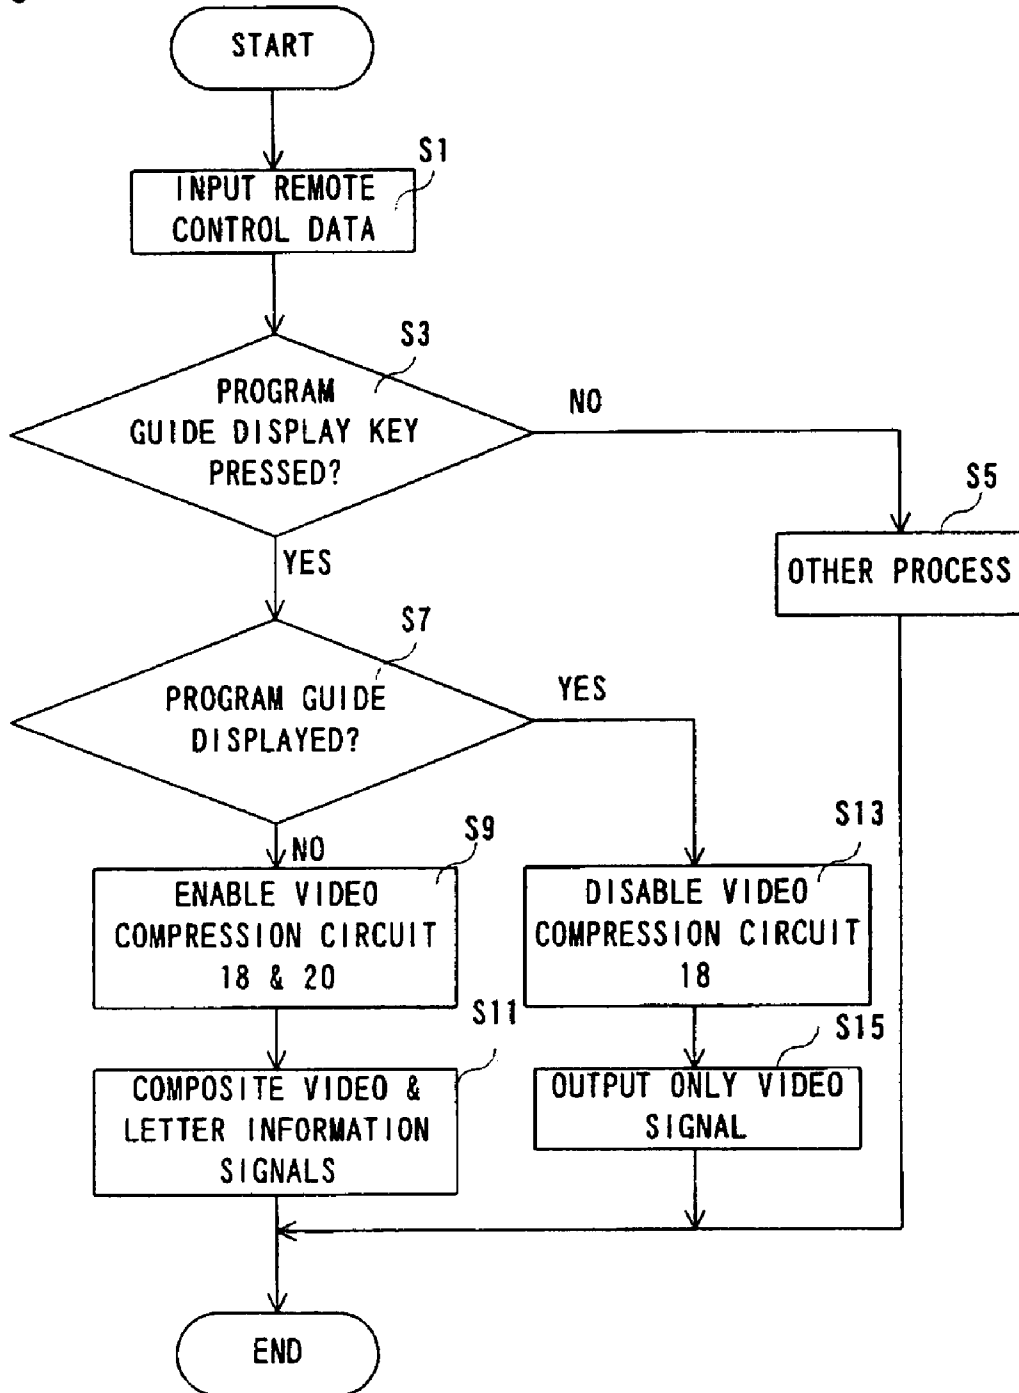 START
S1
INPUT REMOTE
CONTROL DATA
S3
PROGRAM
GUIDE DISPLAY KEY
PRESSED?
NO
S5
OTHER PROCESS
YES
S7
PROGRAM GUIDE
DISPLAYED?
YES
NO
S9
ENABLE VIDEO
COMPRESSION CIRCUIT
18 & 20
S13
DISABLE VIDEO
COMPRESSION CIRCUIT
18
S11
COMPOSITE VIDEO &
LETTER INFORMATION
SIGNALS
S15
OUTPUT ONLY VIDEO
SIGNAL
END